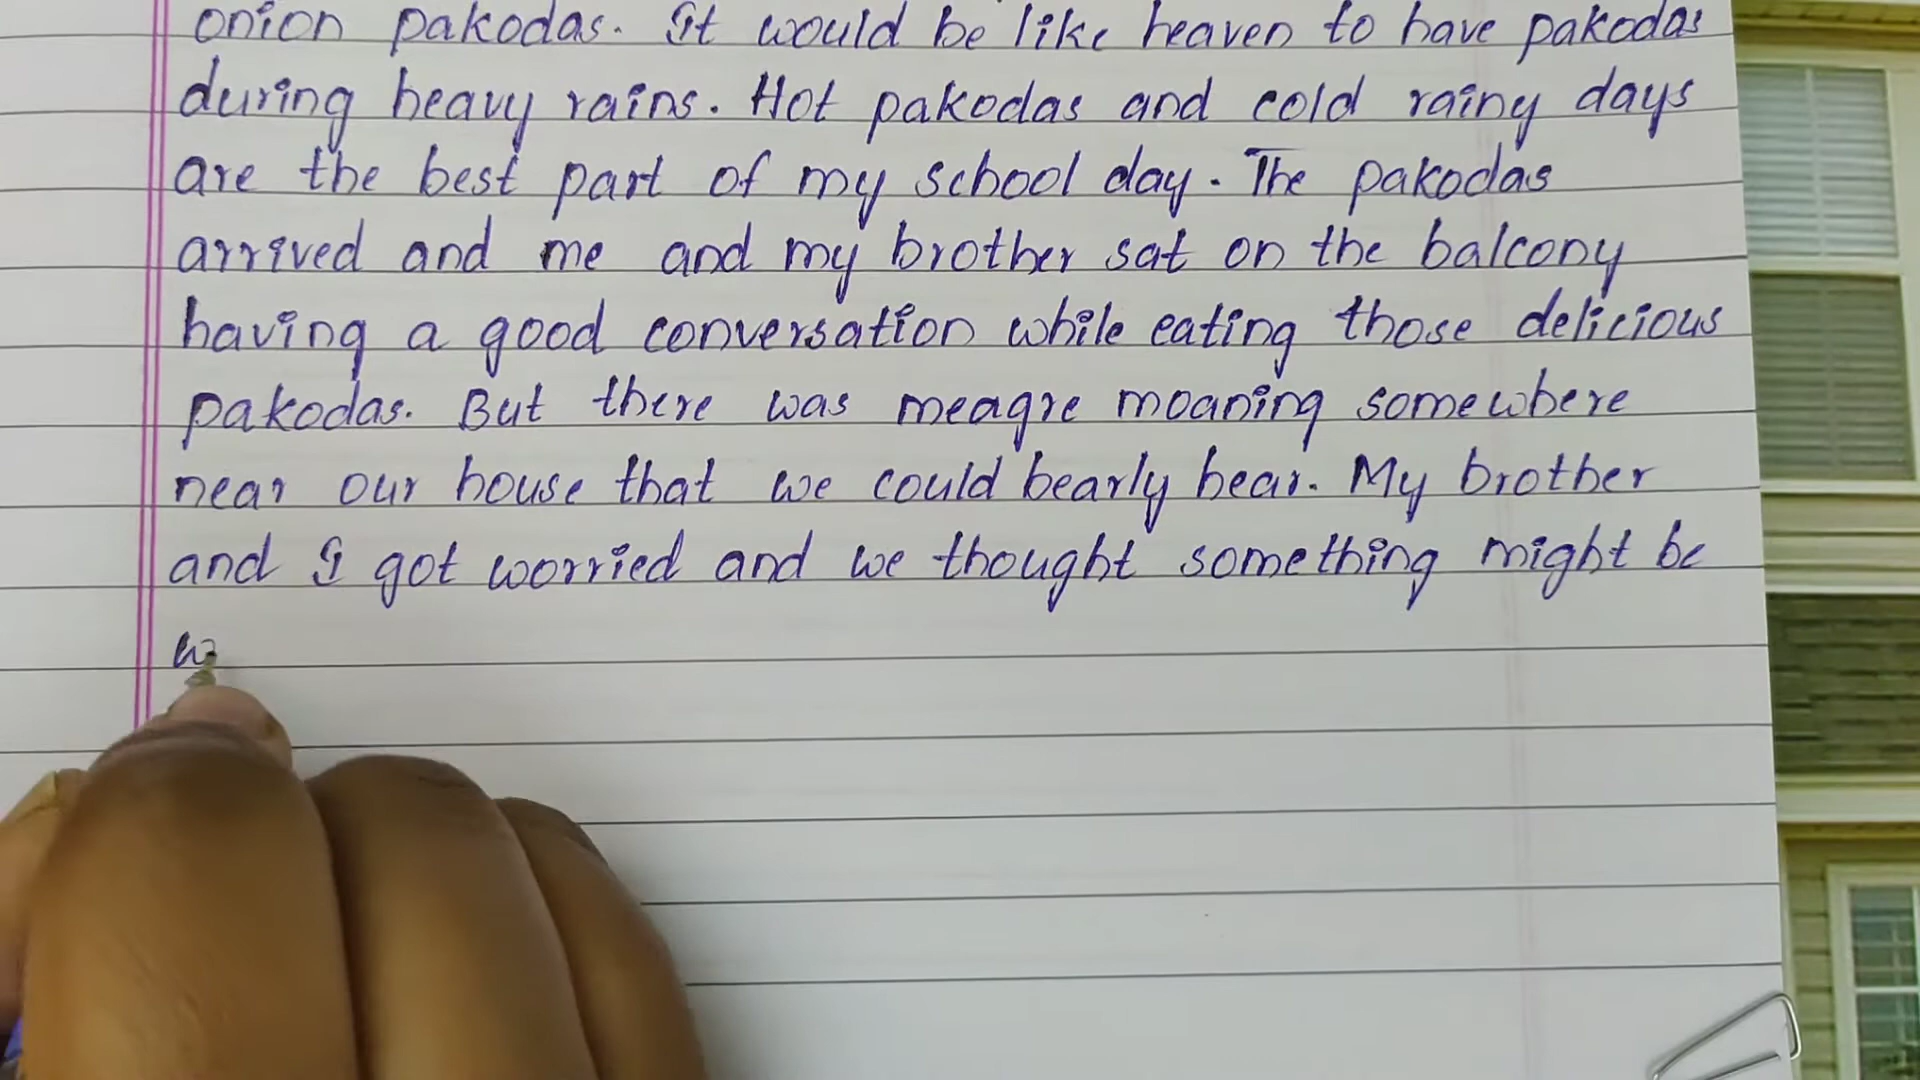 onion pakodas. It would be like heaven to have pakodas
during heavy rains. Hot pakodas and cold rainy days
are the best part of my school day. The pakodas
arrived and me and my brother sat on the balcony
having a good conversation while eating those delicious
pakodas. But there was meagre moaning somewhere
near our house that we could bearly hear. My brother
and I got worried and we thought something might be
w